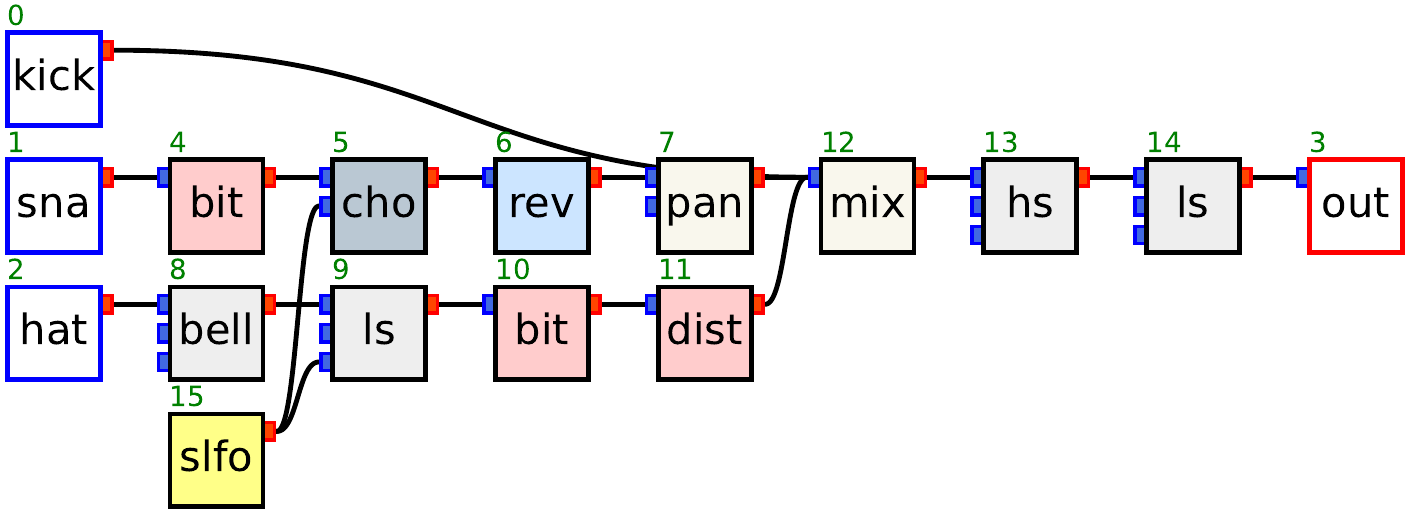 0
kick
1 4 5 6 7 12 13 14 3
sna bit cho rev pan mix hs ls out
2 8 9 10 11
hat bell ls bit dist
15
slfo